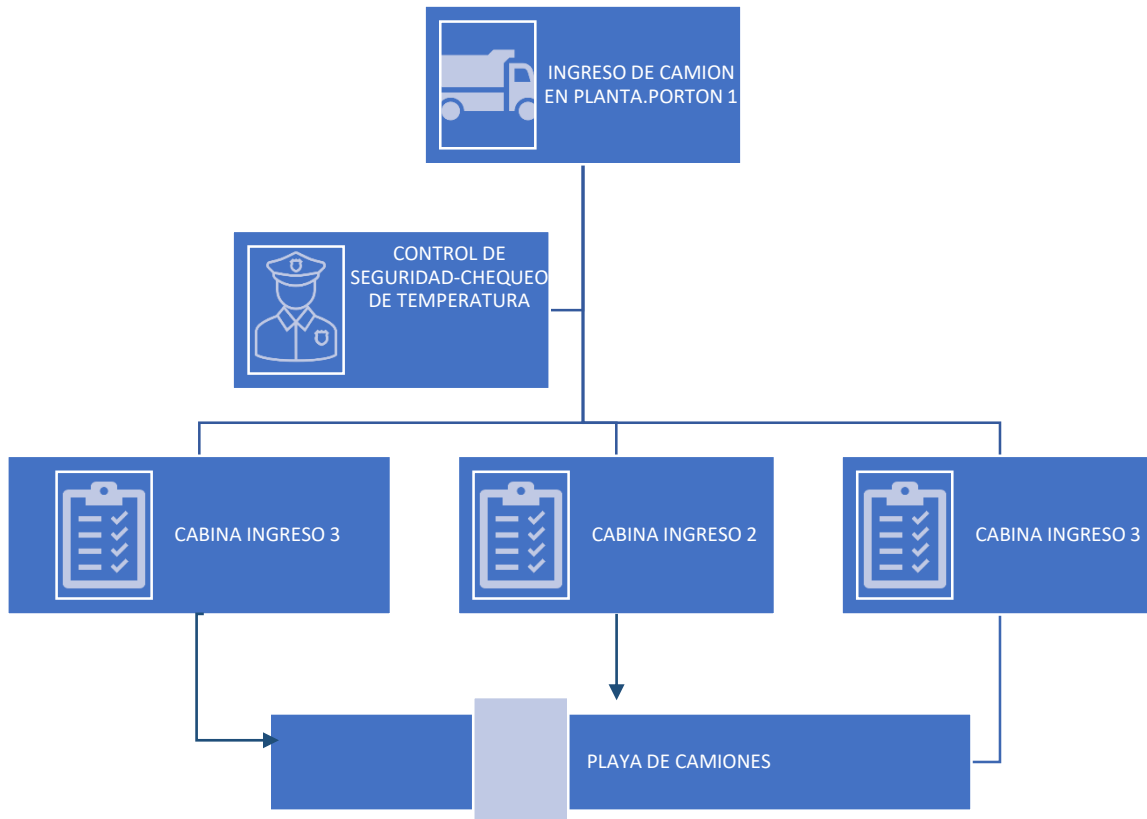 INGRESO DE CAMION
EN PLANTA.PORTON 1
CONTROL DE
SEGURIDAD-CHEQUEO
DE TEMPERATURA
CABINA INGRESO 3
CABINA INGRESO 2
CABINA INGRESO 3
PLAYA DE CAMIONES